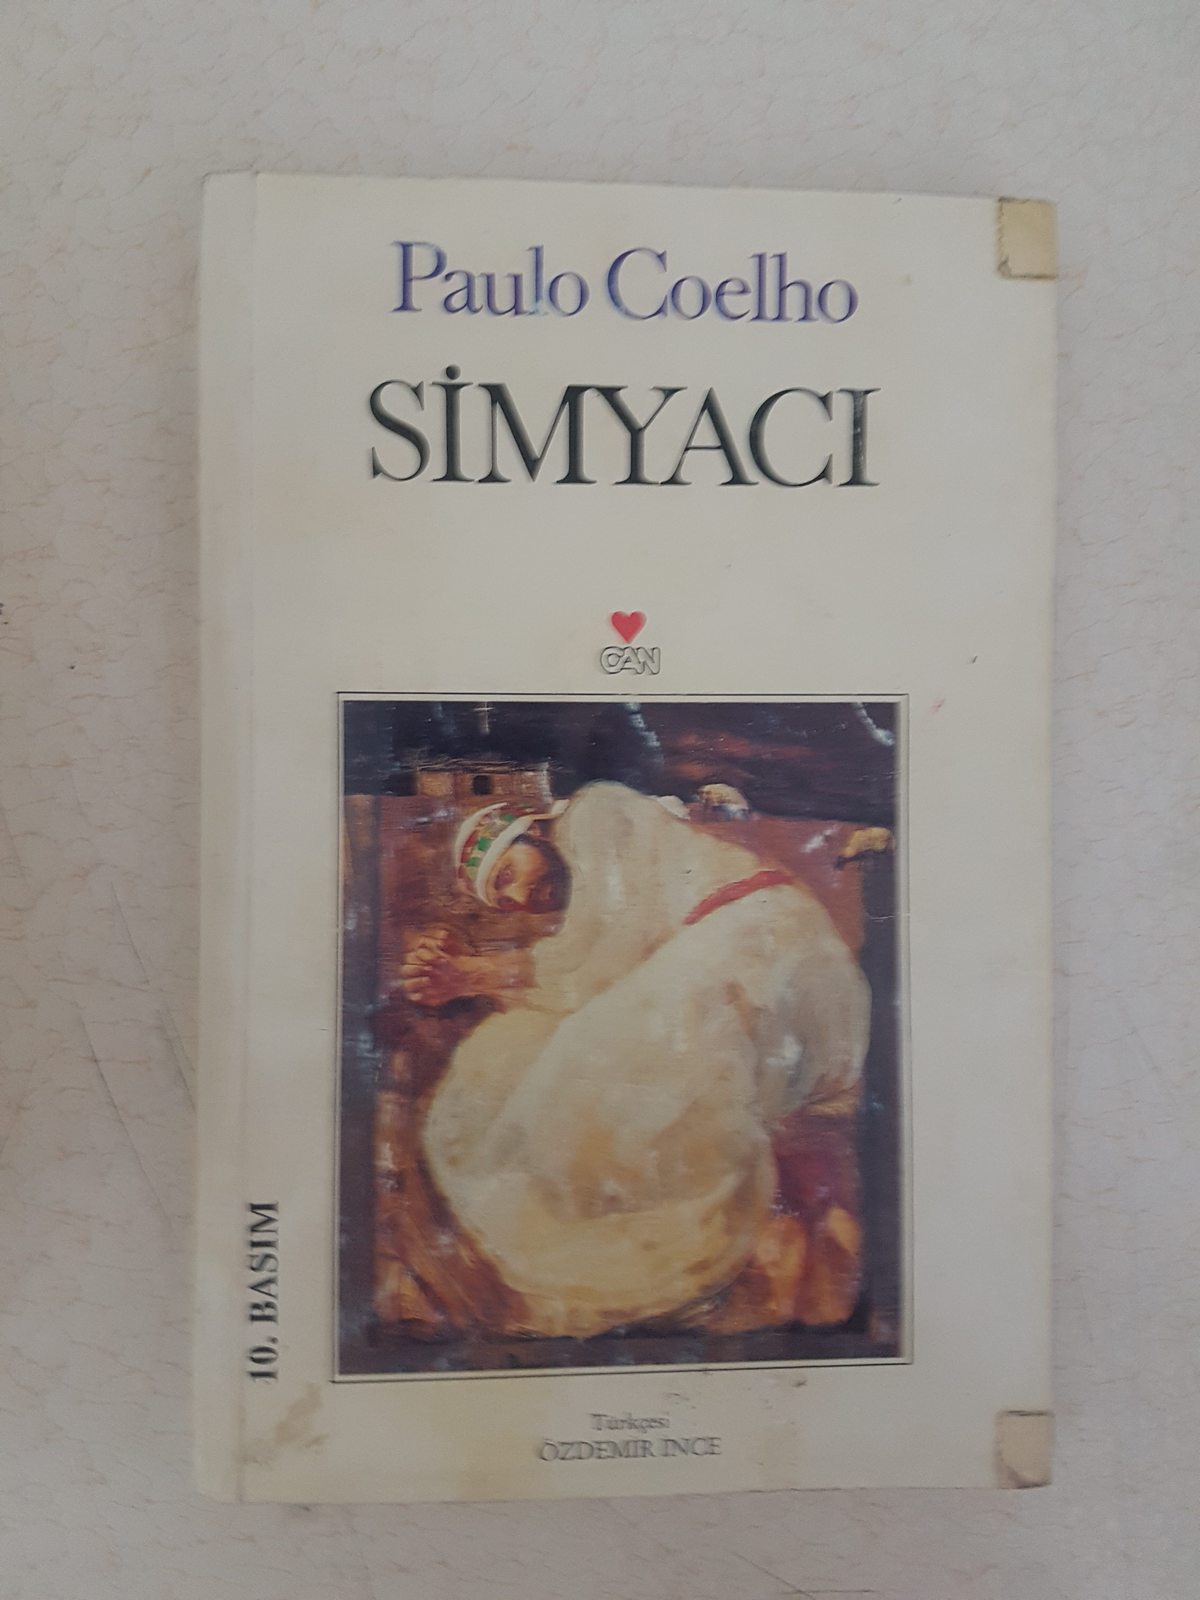 Paulo Coelho
SİMYACI
CAN
10. BASIM
Türkçesi
ÖZDEMİR İNCE